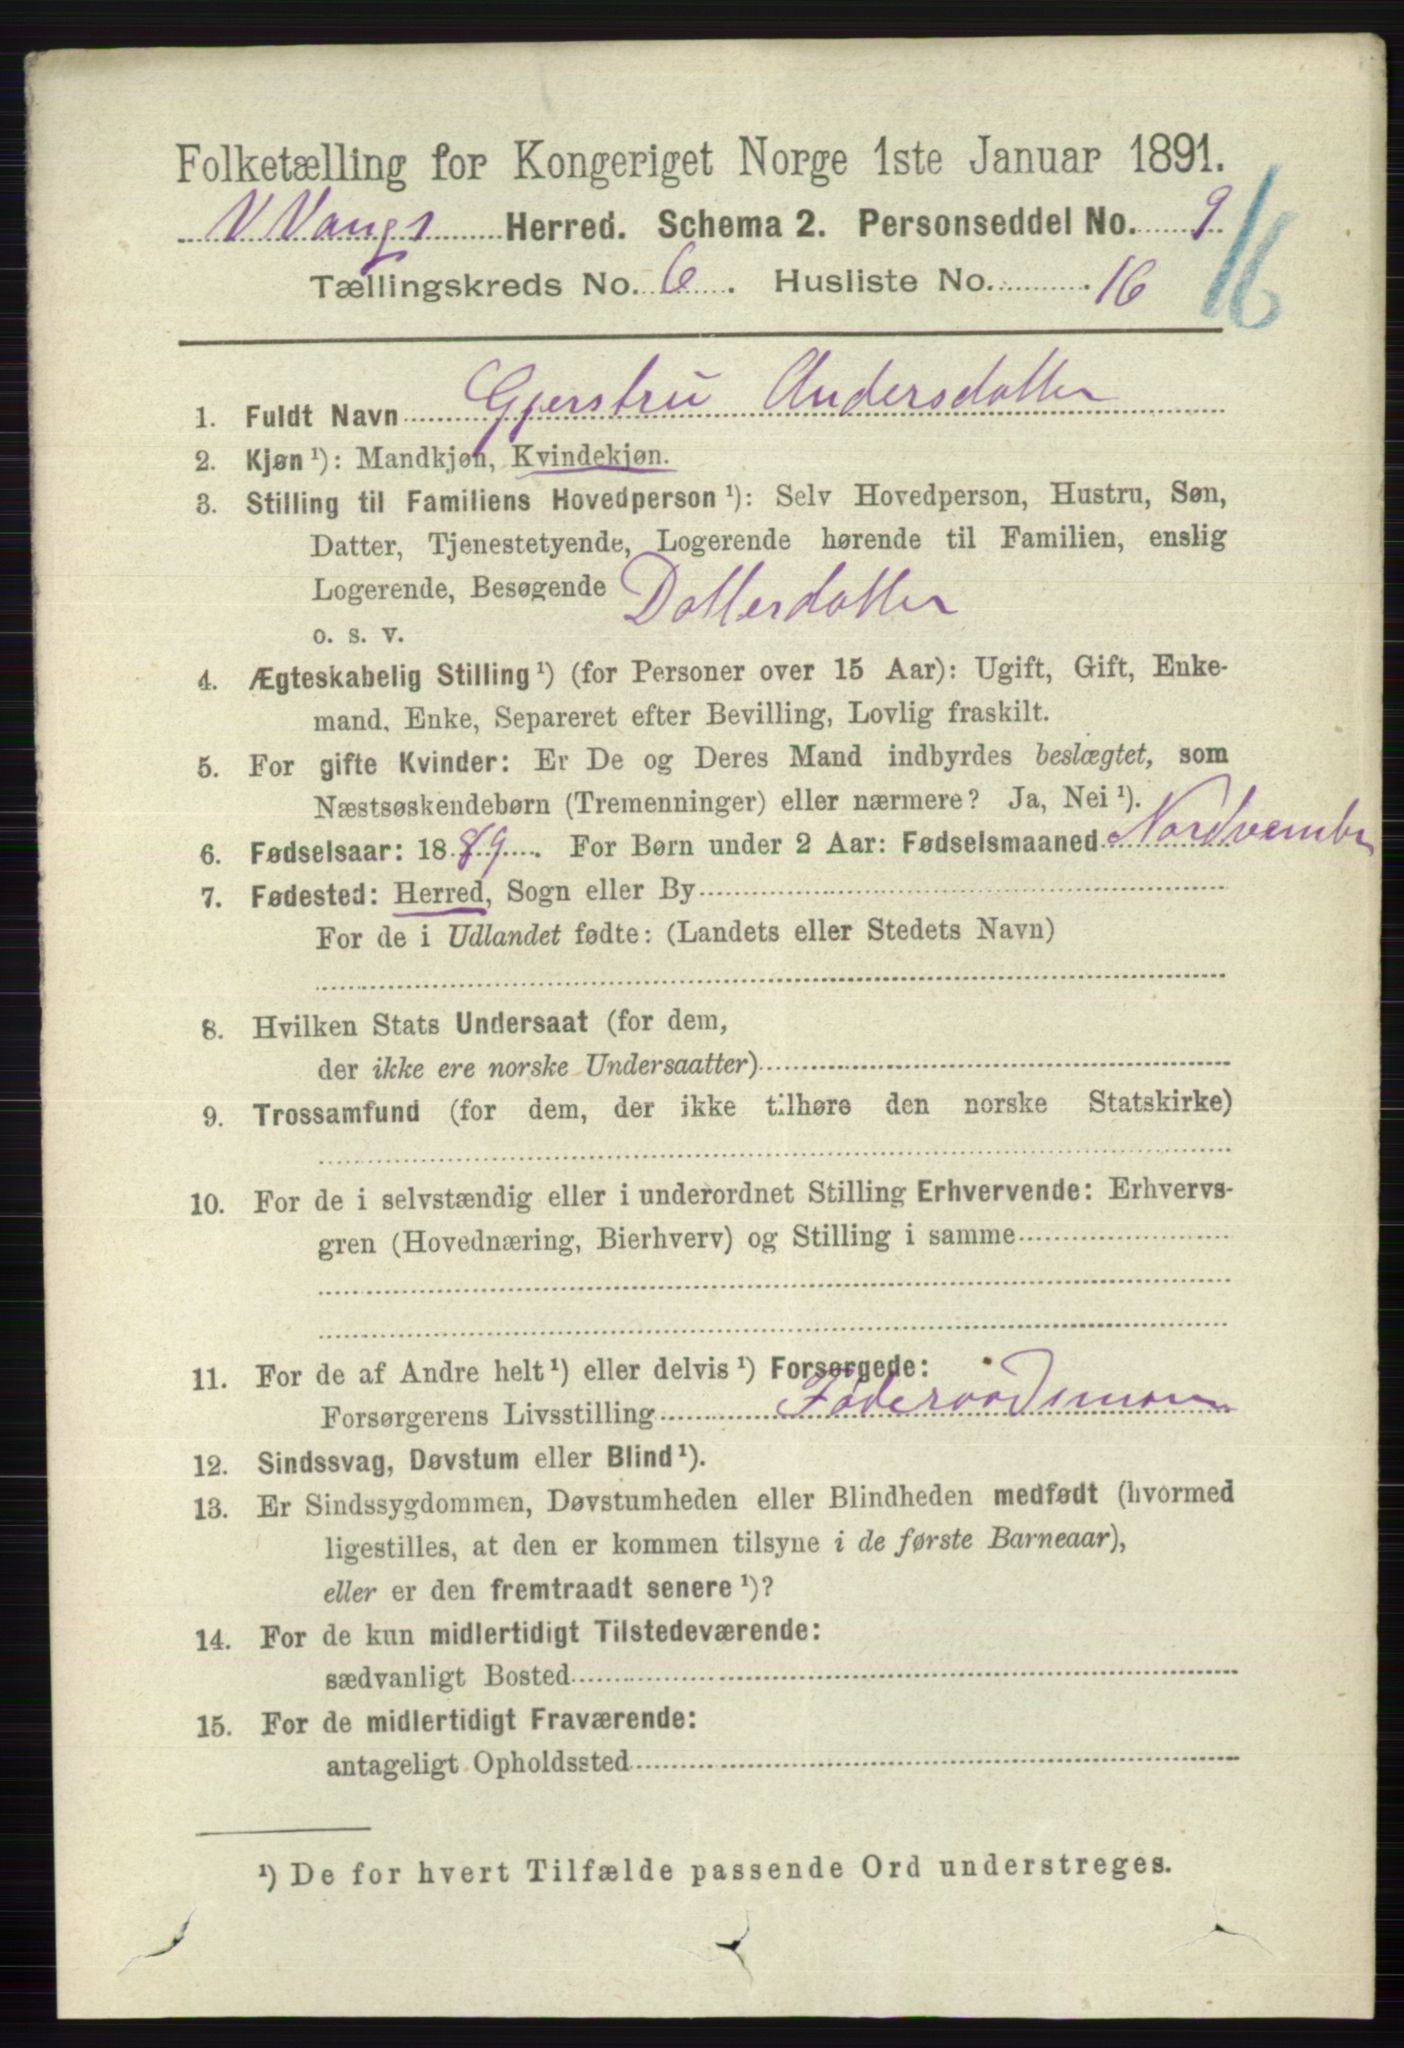 Folketælling for Kongeriget Norge 1ste Januar 1891.
V Vangs Herred. Schema 2. Personseddel No. 9
16
Tællingskreds No. 6. Husliste No. 16
1. Fuldt Navn Gjerstru Andersdatter
2. Kjøn ¹): Mandkjøn, Kvindekjøn.
3. Stilling til Familiens Hovedperson ¹): Selv Hovedperson, Hustru, Søn,
Datter, Tjenestetyende, Logerende hørende til Familien, enslig
Logerende, Besøgende Datterdatter
o. s. v.
4. Ægteskabelig Stilling ¹) (for Personer over 15 Aar): Ugift, Gift, Enke-
mand, Enke, Separeret efter Bevilling, Lovlig fraskilt.
5. For gifte Kvinder: Er De og Deres Mand indbyrdes beslægtet, som
Næstsøskendebørn (Tremenninger) eller nærmere? Ja, Nei ¹).
6. Fødselsaar: 1889. For Børn under 2 Aar: Fødselsmaaned Nordvember
7. Fødested: Herred, Sogn eller By
For de i Udlandet fødte: (Landets eller Stedets Navn)
8. Hvilken Stats Undersaat (for dem,
der ikke ere norske Undersaatter)
9. Trossamfund (for dem, der ikke tilhøre den norske Statskirke)
10. For de i selvstændig eller i underordnet Stilling Erhvervende: Erhvervs-
gren (Hovednæring, Bierhverv) og Stilling i samme
11. For de af Andre helt ¹) eller delvis ¹) Forsørgede:
Forsørgerens Livsstilling Føderaadsman
12. Sindssvag, Døvstum eller Blind ¹).
13. Er Sindssygdommen, Døvstumheden eller Blindheden medfødt (hvormed
ligestilles, at den er kommen tilsyne i de første Barneaar),
eller er den fremtraadt senere ¹)?
14. For de kun midlertidigt Tilstedeværende:
sædvanligt Bosted
15. For de midlertidigt Fraværende:
antageligt Opholdssted
¹) De for hvert Tilfælde passende Ord understreges.